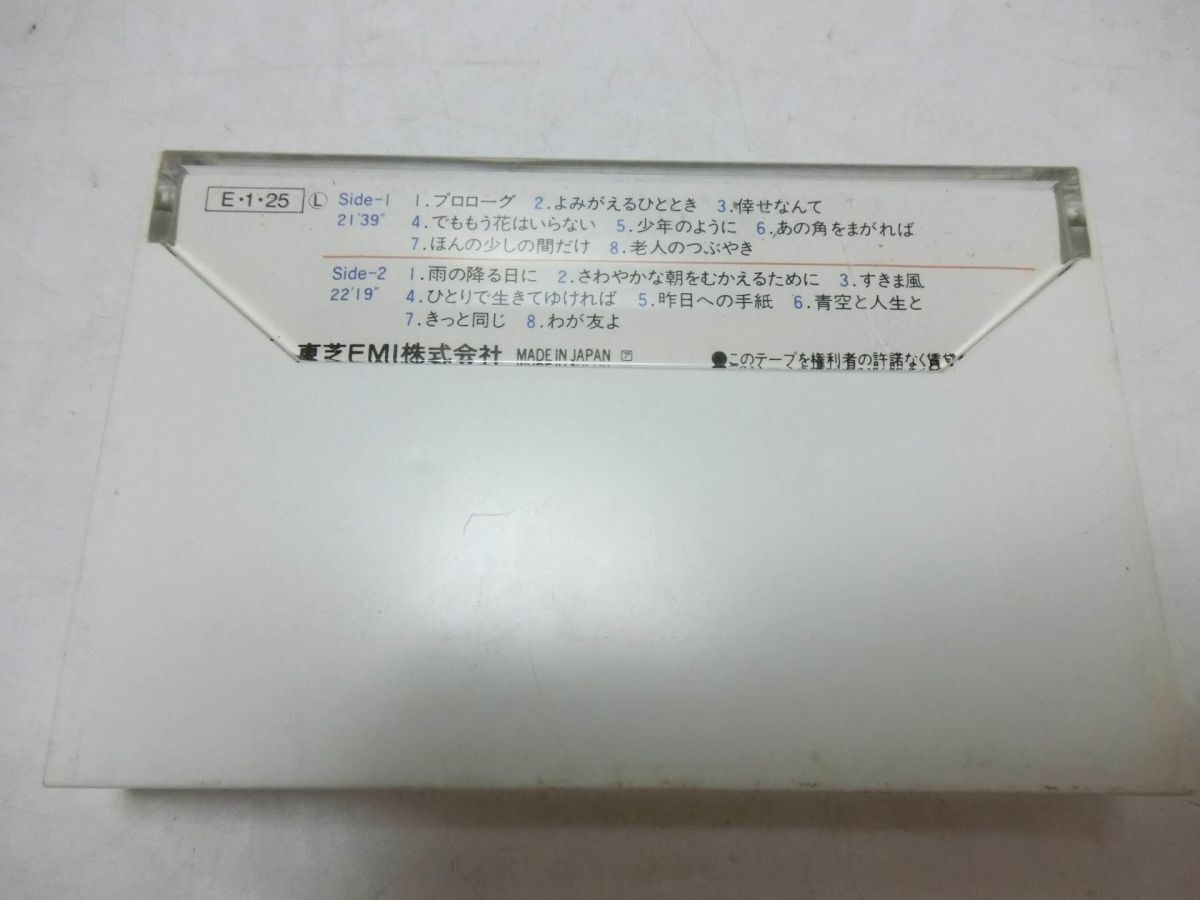 E・1・25 Ⓛ Side-1 1.プロローグ 2.よみがえるひととき 3.倖せなんて
21'39" 4.でももう花はいらない 5.少年のように 6.あの角をまがれば
7.ほんの少しの間だけ 8.老人のつぶやき
Side-2 1.雨の降る日に 2.さわやかな朝をむかえるために 3.すきま風
22'19" 4.ひとりで生きてゆければ 5.昨日への手紙 6.青空と人生と
7.きっと同じ 8.わが友よ
東芝EMI株式会社 MADE IN JAPAN ㋐ ●このテープを権利者の許諾なく賃貸